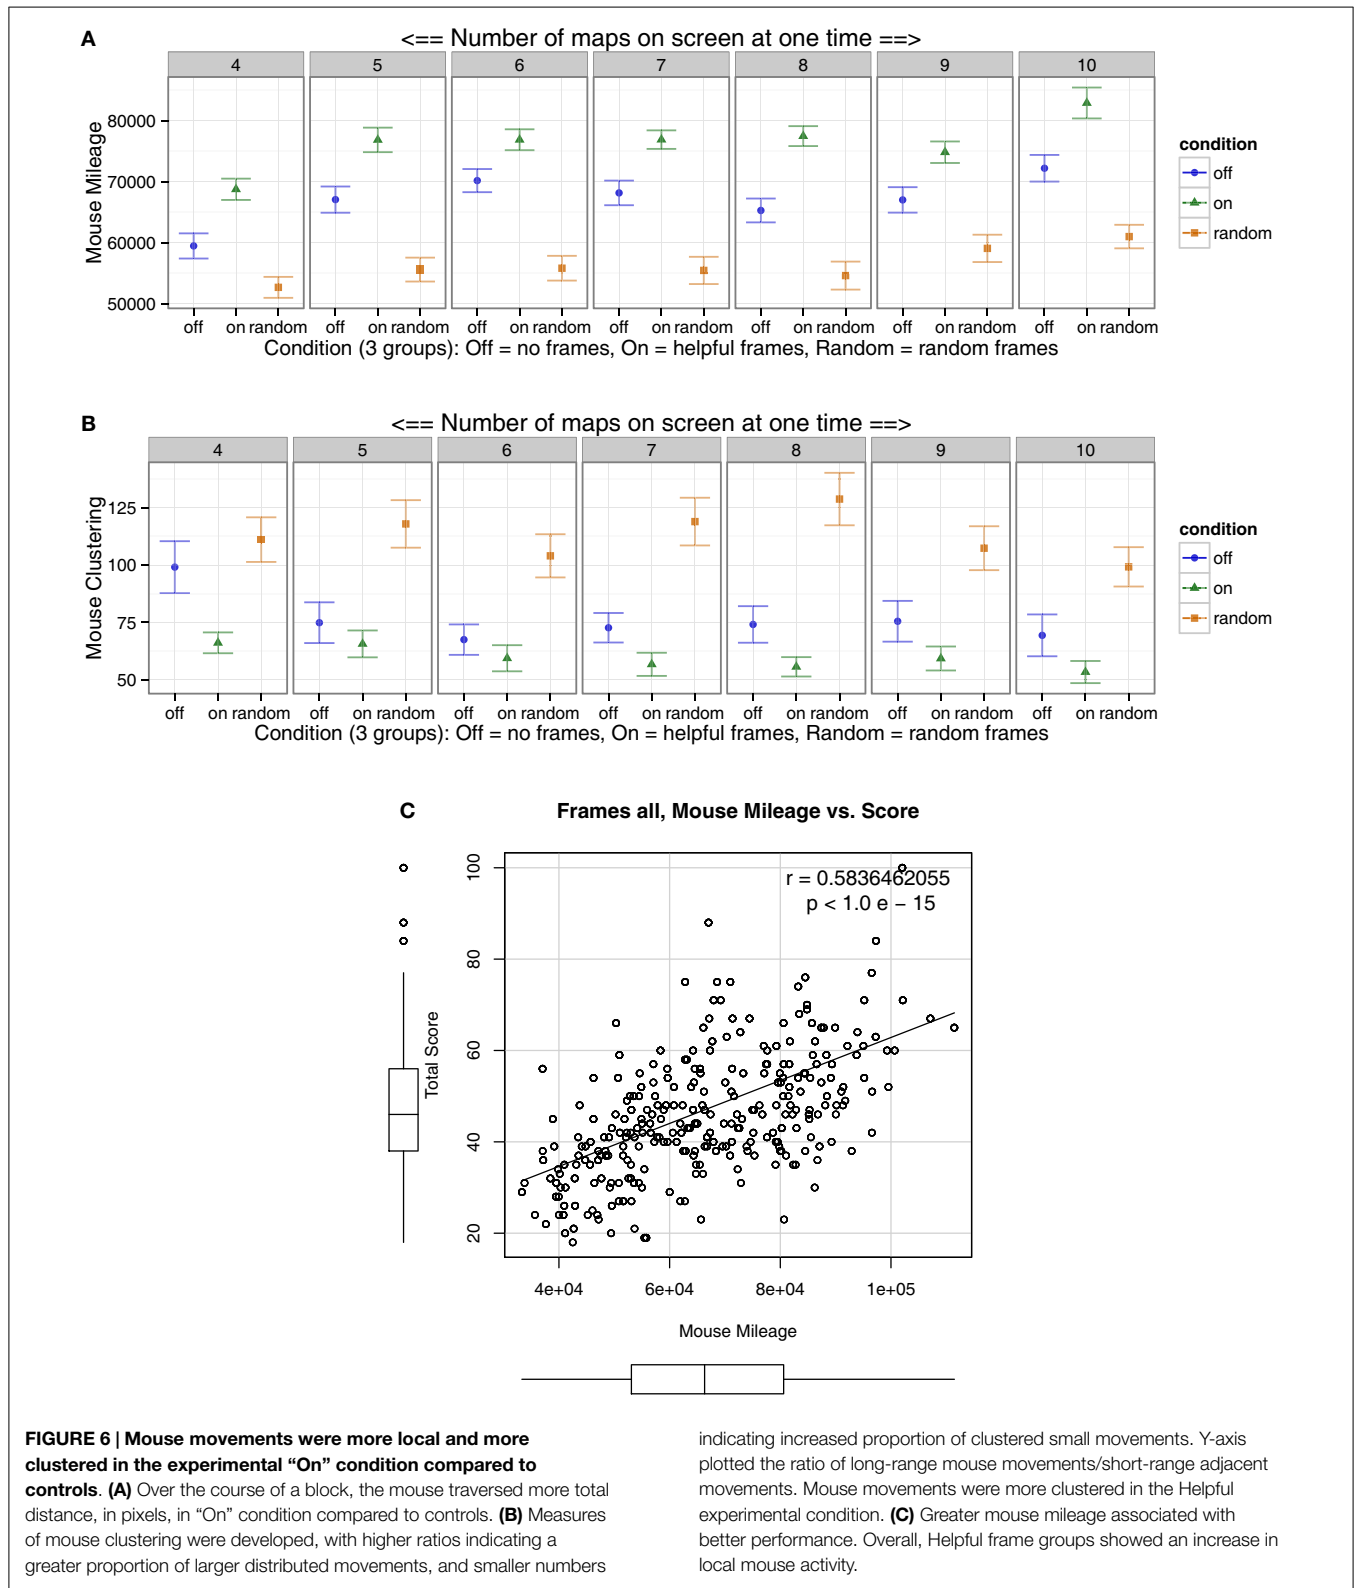 A
<== Number of maps on screen at one time ==>
4 5 6 7 8 9 10
Mouse Mileage
80000
70000
60000
50000
off on random off on random off on random off on random off on random off on random off on random
Condition (3 groups): Off = no frames, On = helpful frames, Random = random frames
condition
off
on
random
B
<== Number of maps on screen at one time ==>
4 5 6 7 8 9 10
Mouse Clustering
125
100
75
50
off on random off on random off on random off on random off on random off on random off on random
Condition (3 groups): Off = no frames, On = helpful frames, Random = random frames
condition
off
on
random
C
Frames all, Mouse Mileage vs. Score
r = 0.5836462055
p < 1.0 e − 15
Total Score
100
80
60
40
20
4e+04 6e+04 8e+04 1e+05
Mouse Mileage
FIGURE 6 | Mouse movements were more local and more
clustered in the experimental “On” condition compared to
controls. (A) Over the course of a block, the mouse traversed more total
distance, in pixels, in “On” condition compared to controls. (B) Measures
of mouse clustering were developed, with higher ratios indicating a
greater proportion of larger distributed movements, and smaller numbers
indicating increased proportion of clustered small movements. Y-axis
plotted the ratio of long-range mouse movements/short-range adjacent
movements. Mouse movements were more clustered in the Helpful
experimental condition. (C) Greater mouse mileage associated with
better performance. Overall, Helpful frame groups showed an increase in
local mouse activity.